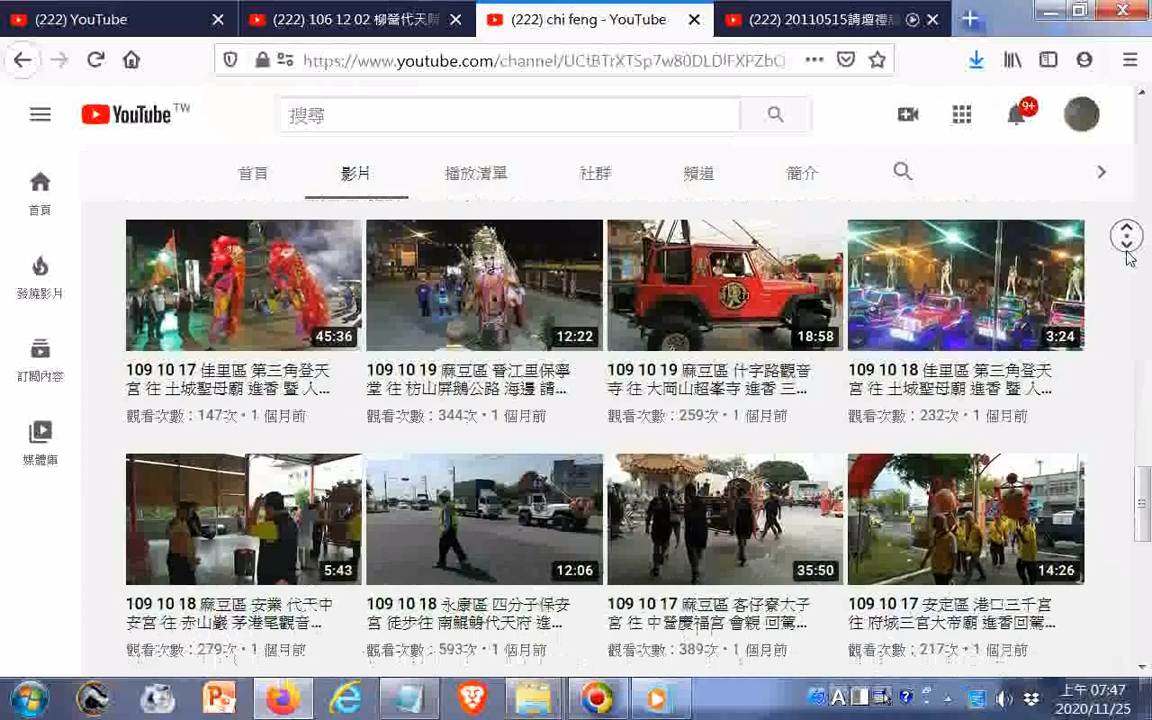 (222) YouTube
(222) 106 12 02 柳營代天
(222) chi feng - YouTube
(222) 20110515請壇禮
https://www.youtube.com/channel/UCtBTrXTSp7w80DLDlFXPZbQ
YouTube TW
搜尋
9+
首頁 影片 播放清單 社群 頻道 簡介
首頁
發燒影片
訂閱內容
媒體庫
45:36
12:22
18:58
3:24
109 10 17 佳里區 第三角登天
宮 往 土城聖母廟 進香 暨 人...
觀看次數：147次 • 1 個月前
109 10 19 麻豆區 晉江里保寧
堂 往 枋山屏鵝公路 海邊 請...
觀看次數：344次 • 1 個月前
109 10 19 麻豆區 什字路觀音
寺 往 大岡山超峯寺 進香 三...
觀看次數：259次 • 1 個月前
109 10 18 佳里區 第三角登天
宮 往 土城聖母廟 進香 暨 人...
觀看次數：232次 • 1 個月前
5:43
12:06
35:50
14:26
109 10 18 麻豆區 安業 代天中
安宮 往 赤山巖 茅港尾觀音...
觀看次數：279次 • 1 個月前
109 10 18 永康區 四分子保安
宮 徒步往 南鯤鯓代天府 進...
觀看次數：593次 • 1 個月前
109 10 17 麻豆區 客仔寮太子
宮 往 中營慶福宮 會親 回駕...
觀看次數：389次 • 1 個月前
109 10 17 安定區 港口三千宮
往 府城三官大帝廟 進香回駕...
觀看次數：217次 • 1 個月前
上午 07:47
2020/11/25